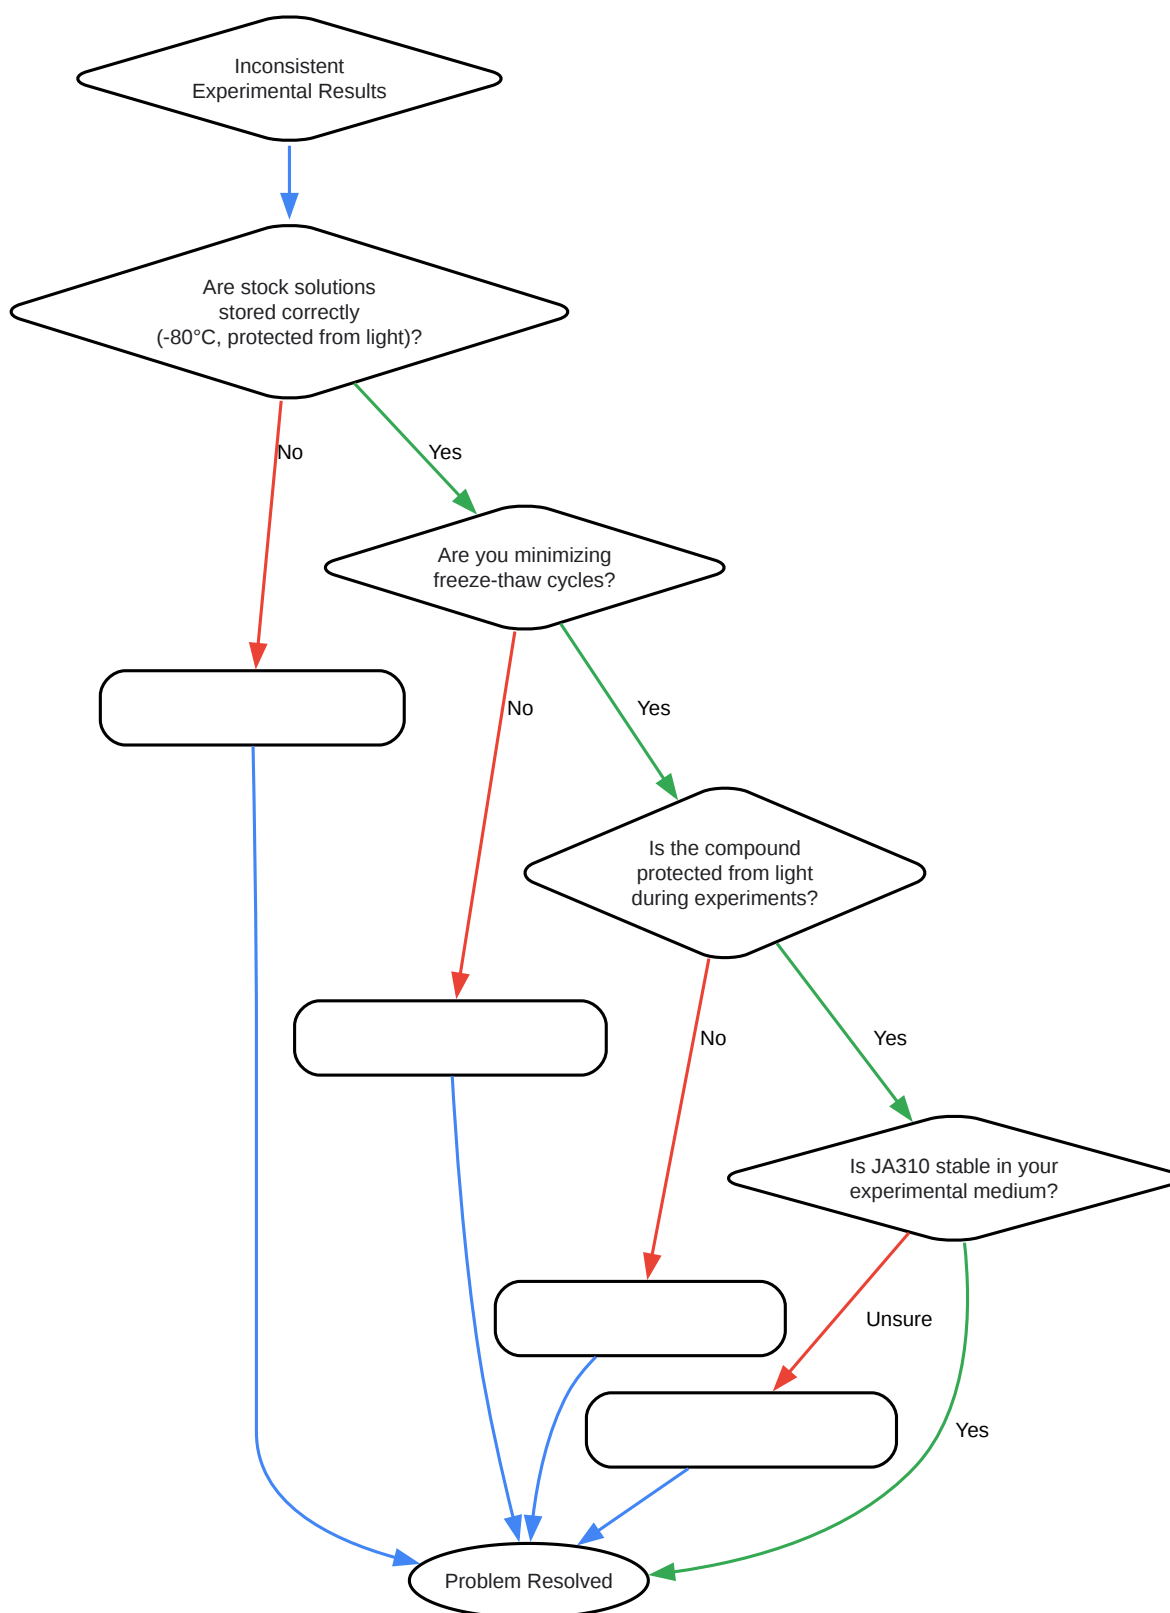 Inconsistent
Experimental Results
Are stock solutions
stored correctly
(-80°C, protected from light)?
No
Yes
Are you minimizing
freeze-thaw cycles?
No
Yes
Is the compound
protected from light
during experiments?
No
Yes
Is JA310 stable in your
experimental medium?
Unsure
Yes
Problem Resolved